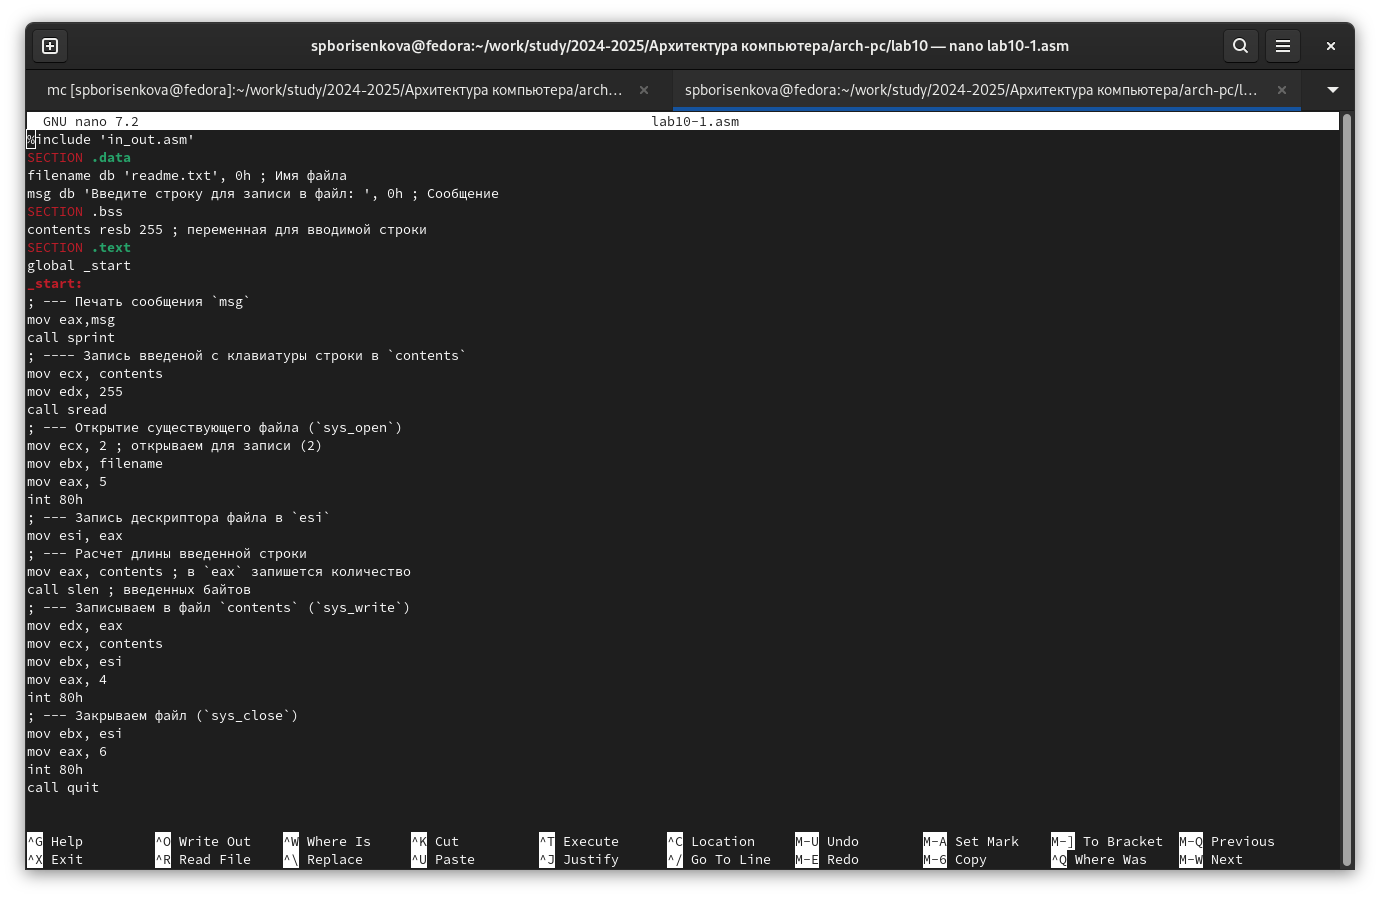 spborisenkova@fedora:~/work/study/2024-2025/Архитектура компьютера/arch-pc/lab10 — nano lab10-1.asm
mc [spborisenkova@fedora]:~/work/study/2024-2025/Архитектура компьютера/arch...
spborisenkova@fedora:~/work/study/2024-2025/Архитектура компьютера/arch-pc/l...
GNU nano 7.2 lab10-1.asm
%include 'in_out.asm'
SECTION .data
filename db 'readme.txt', 0h ; Имя файла
msg db 'Введите строку для записи в файл: ', 0h ; Сообщение
SECTION .bss
contents resb 255 ; переменная для вводимой строки
SECTION .text
global _start
_start:
; --- Печать сообщения `msg`
mov eax,msg
call sprint
; ---- Запись введеной с клавиатуры строки в `contents`
mov ecx, contents
mov edx, 255
call sread
; --- Открытие существующего файла (`sys_open`)
mov ecx, 2 ; открываем для записи (2)
mov ebx, filename
mov eax, 5
int 80h
; --- Запись дескриптора файла в `esi`
mov esi, eax
; --- Расчет длины введенной строки
mov eax, contents ; в `eax` запишется количество
call slen ; введенных байтов
; --- Записываем в файл `contents` (`sys_write`)
mov edx, eax
mov ecx, contents
mov ebx, esi
mov eax, 4
int 80h
; --- Закрываем файл (`sys_close`)
mov ebx, esi
mov eax, 6
int 80h
call quit
^G Help ^O Write Out ^W Where Is ^K Cut ^T Execute ^C Location M-U Undo M-A Set Mark M-] To Bracket M-Q Previous
^X Exit ^R Read File ^\ Replace ^U Paste ^J Justify ^/ Go To Line M-E Redo M-6 Copy ^Q Where Was M-W Next